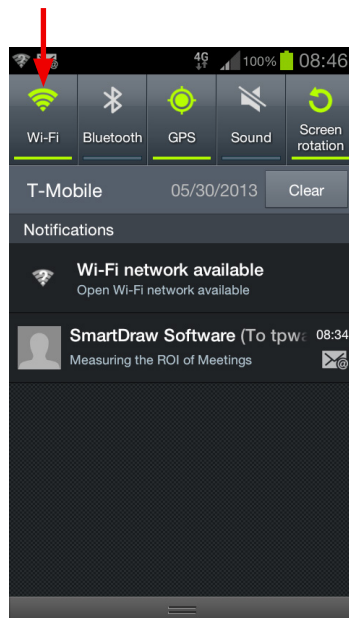 4G 100% 08:46
Wi-Fi Bluetooth GPS Sound Screen rotation
T-Mobile 05/30/2013 Clear
Notifications
Wi-Fi network available
Open Wi-Fi network available
SmartDraw Software (To tpwa 08:34
Measuring the ROI of Meetings